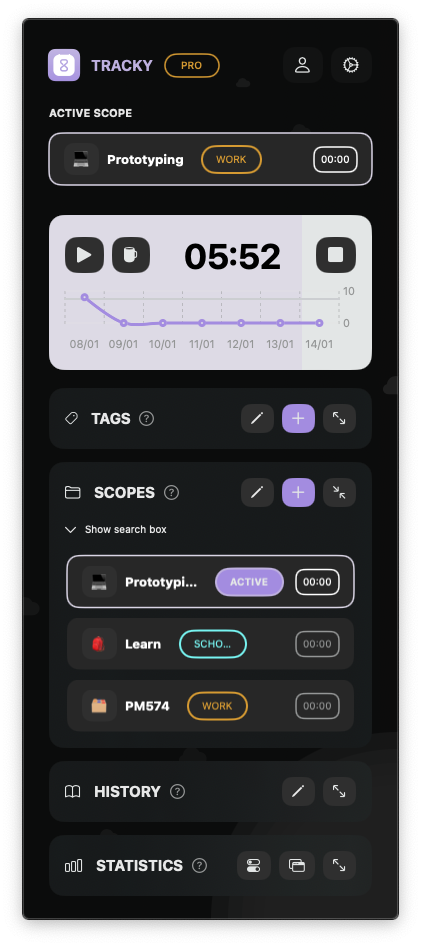 TRACKY PRO
ACTIVE SCOPE
Prototyping WORK 00:00
05:52
10
0
08/01 09/01 10/01 11/01 12/01 13/01 14/01
TAGS ?
SCOPES ?
Show search box
Prototypi... ACTIVE 00:00
Learn SCHO... 00:00
PM574 WORK 00:00
HISTORY ?
STATISTICS ?